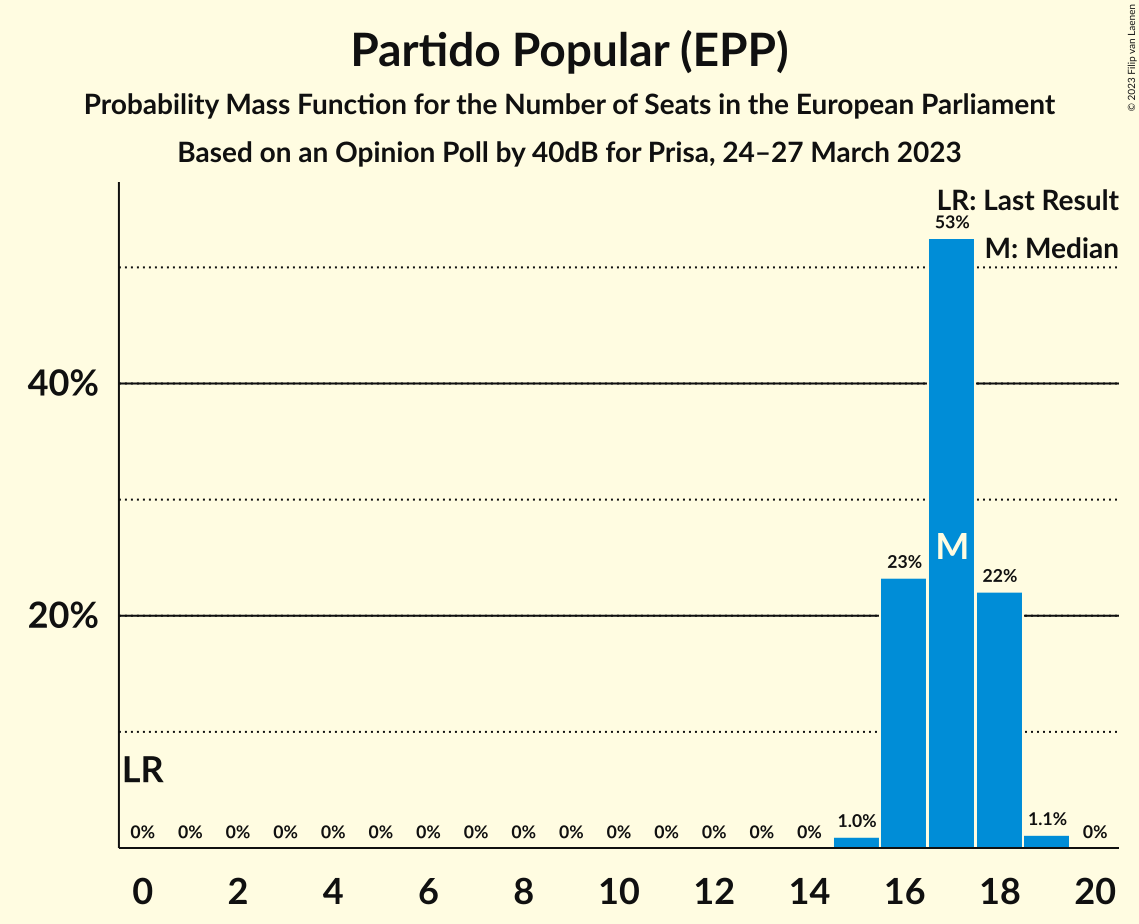 Partido Popular (EPP)
Probability Mass Function for the Number of Seats in the European Parliament
Based on an Opinion Poll by 40dB for Prisa, 24–27 March 2023
© 2023 Filip van Laenen
LR: Last Result
53%
M: Median
40%
M
23%
22%
20%
LR
0% 0% 0% 0% 0% 0% 0% 0% 0% 0% 0% 0% 0% 0% 0% 1.0% 1.1% 0%
0 2 4 6 8 10 12 14 16 18 20